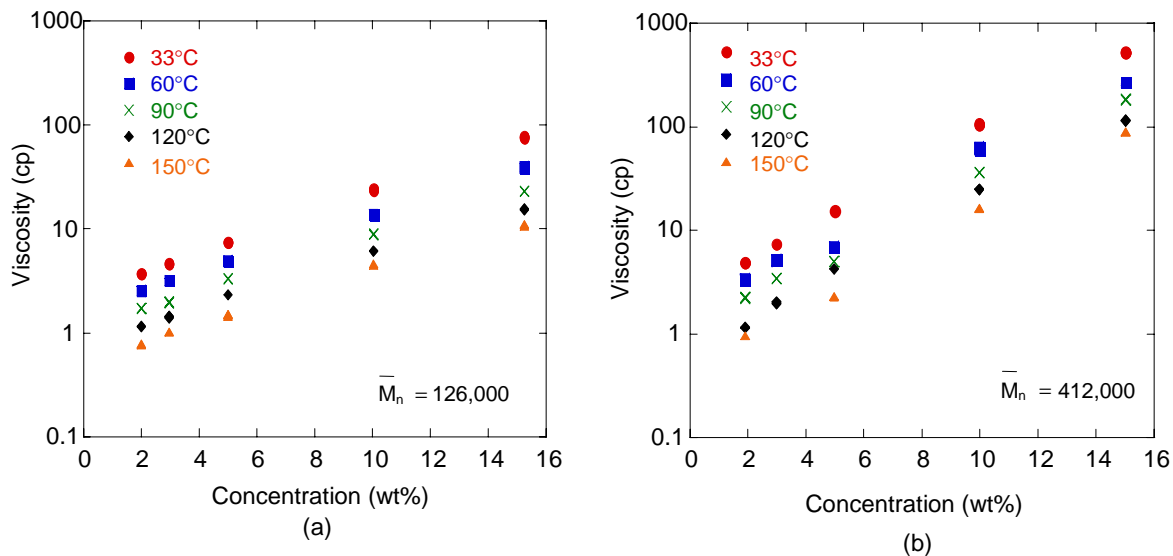 1000
100
10
1
0.1
Viscosity (cp)
33°C
60°C
90°C
120°C
150°C
M̅n = 126,000
0 2 4 6 8 10 12 14 16
Concentration (wt%)
(a)
1000
100
10
1
0.1
Viscosity (cp)
33°C
60°C
90°C
120°C
150°C
M̅n = 412,000
0 2 4 6 8 10 12 14 16
Concentration (wt%)
(b)